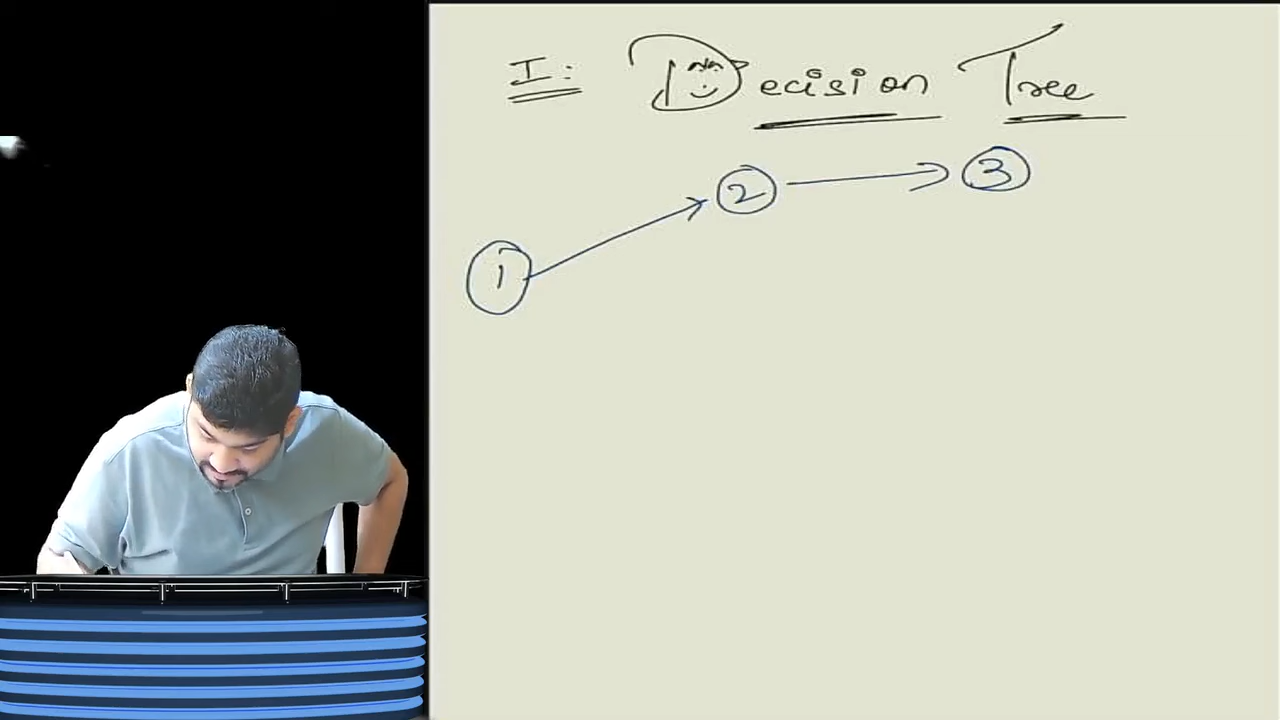 I: Decision Tree
1 → 2 → 3